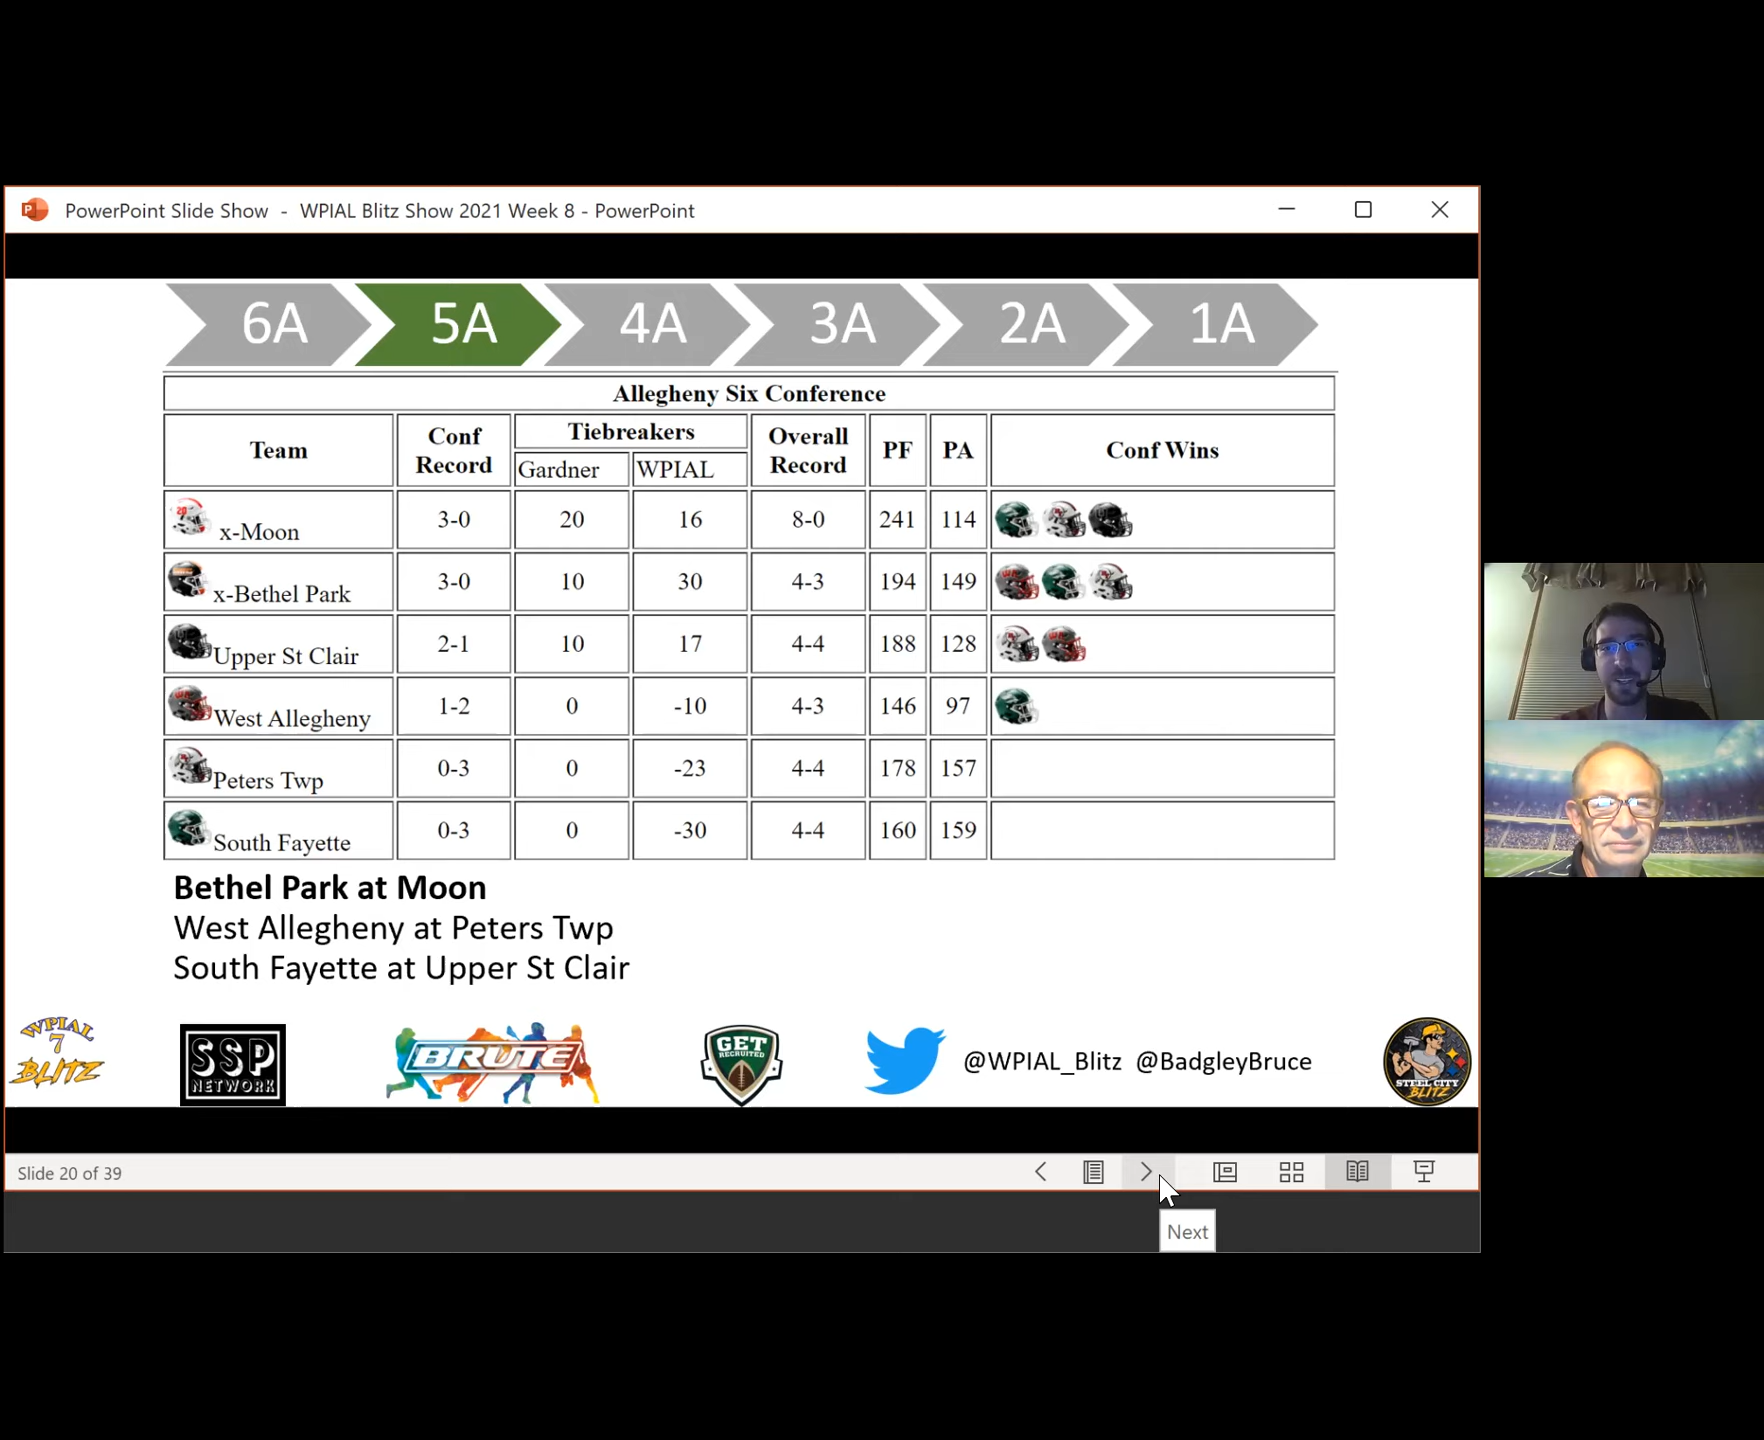 PowerPoint Slide Show - WPIAL Blitz Show 2021 Week 8 - PowerPoint
6A 5A 4A 3A 2A 1A
Allegheny Six Conference
Team Conf Record Tiebreakers Overall Record PF PA Conf Wins
Gardner WPIAL
x-Moon 3-0 20 16 8-0 241 114
x-Bethel Park 3-0 10 30 4-3 194 149
Upper St Clair 2-1 10 17 4-4 188 128
West Allegheny 1-2 0 -10 4-3 146 97
Peters Twp 0-3 0 -23 4-4 178 157
South Fayette 0-3 0 -30 4-4 160 159
Bethel Park at Moon
West Allegheny at Peters Twp
South Fayette at Upper St Clair
WPIAL
7
BLITZ
SSP
NETWORK
BRUTE
GET
RECRUITED
@WPIAL_Blitz @BadgleyBruce
STEEL CITY
BLITZ
Slide 20 of 39
Next